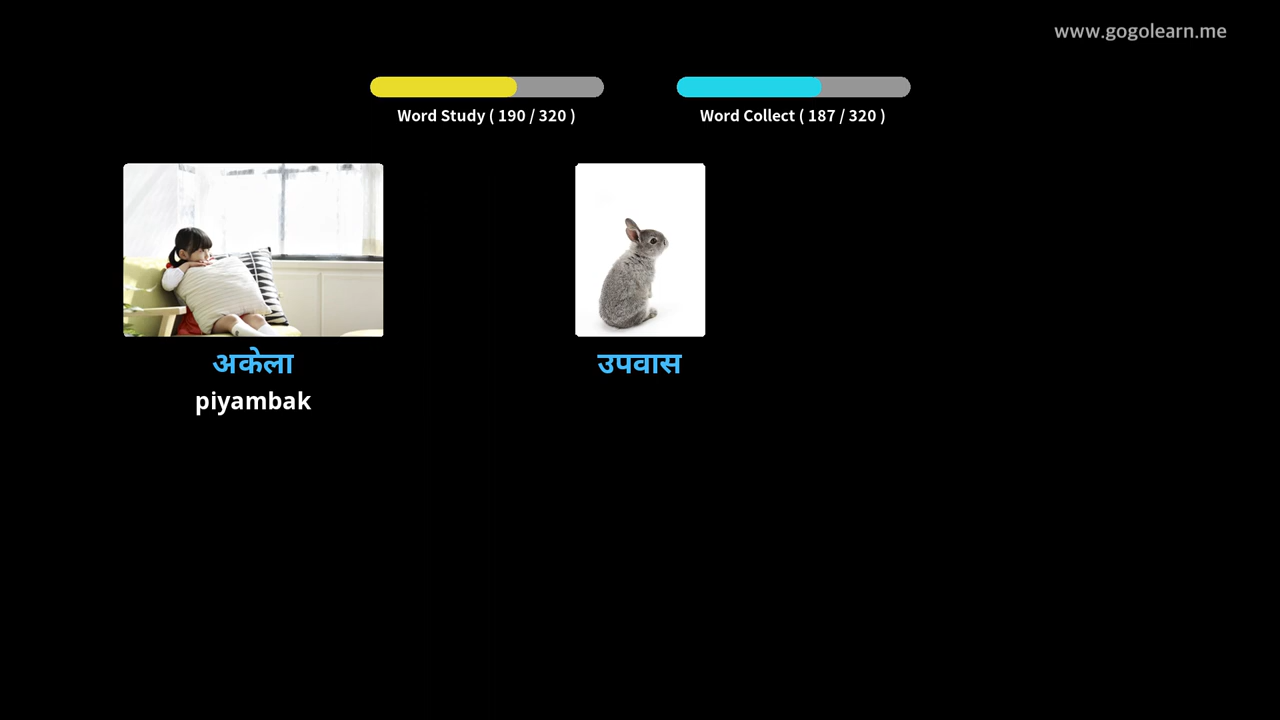 www.gogolearn.me
Word Study ( 190 / 320 )
Word Collect ( 187 / 320 )
अकेला
piyambak
उपवास